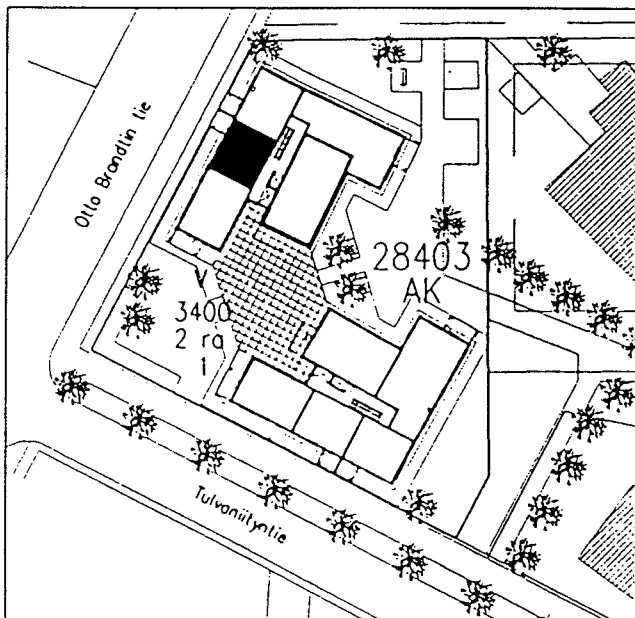 Otto Brandtin tie
28403
AK
V
3400
2 ra
1
Tulvaniityntie